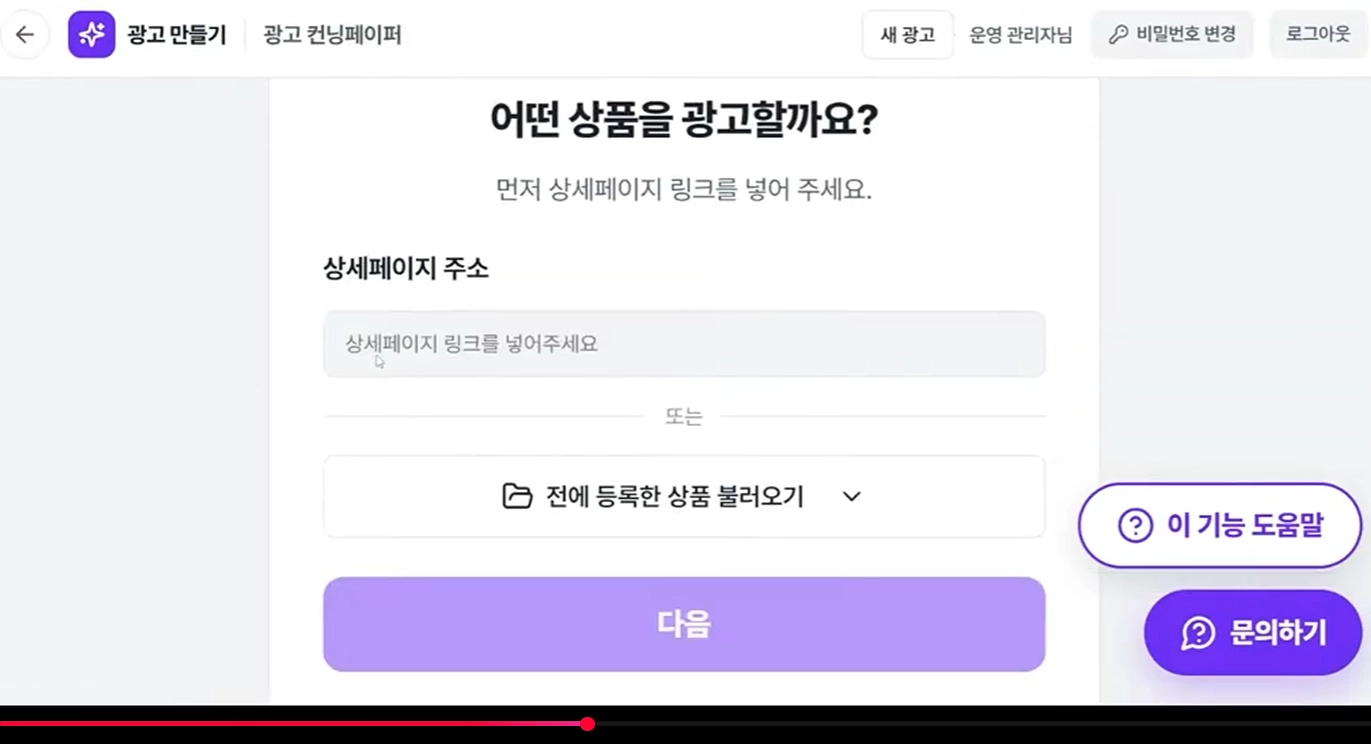 광고 만들기
광고 컨닝페이퍼
새 광고
운영 관리자님
비밀번호 변경
로그아웃
어떤 상품을 광고할까요?
먼저 상세페이지 링크를 넣어 주세요.
상세페이지 주소
상세페이지 링크를 넣어주세요
또는
전에 등록한 상품 불러오기
다음
이 기능 도움말
문의하기